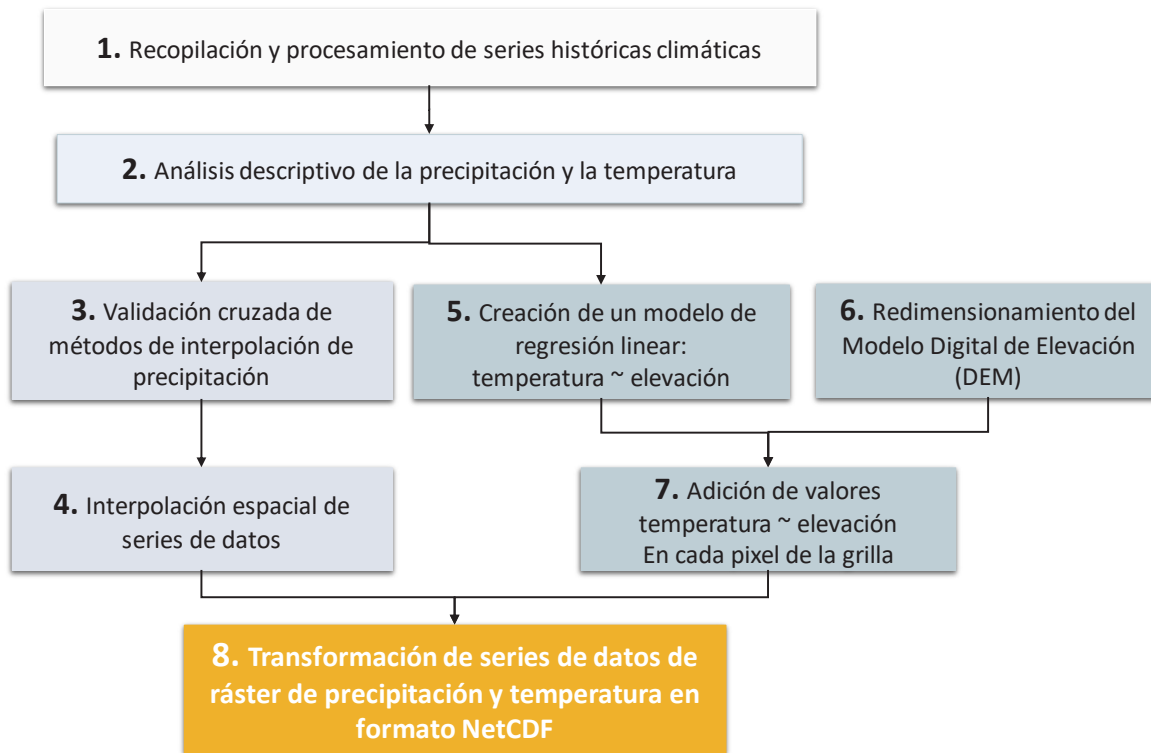 1. Recopilación y procesamiento de series históricas climáticas
2. Análisis descriptivo de la precipitación y la temperatura
3. Validación cruzada de
métodos de interpolación de
precipitación
5. Creación de un modelo de
regresión linear:
temperatura ~ elevación
6. Redimensionamiento del
Modelo Digital de Elevación
(DEM)
4. Interpolación espacial de
series de datos
7. Adición de valores
temperatura ~ elevación
En cada pixel de la grilla
8. Transformación de series de datos de
ráster de precipitación y temperatura en
formato NetCDF